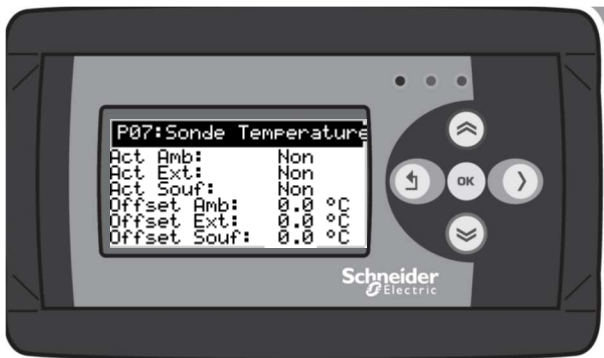 P07:Sonde Temperature
Act Amb: Non
Act Ext: Non
Act Souf: Non
Offset Amb: 0.0 °C
Offset Ext: 0.0 °C
Offset Souf: 0.0 °C
OK
Schneider
Electric